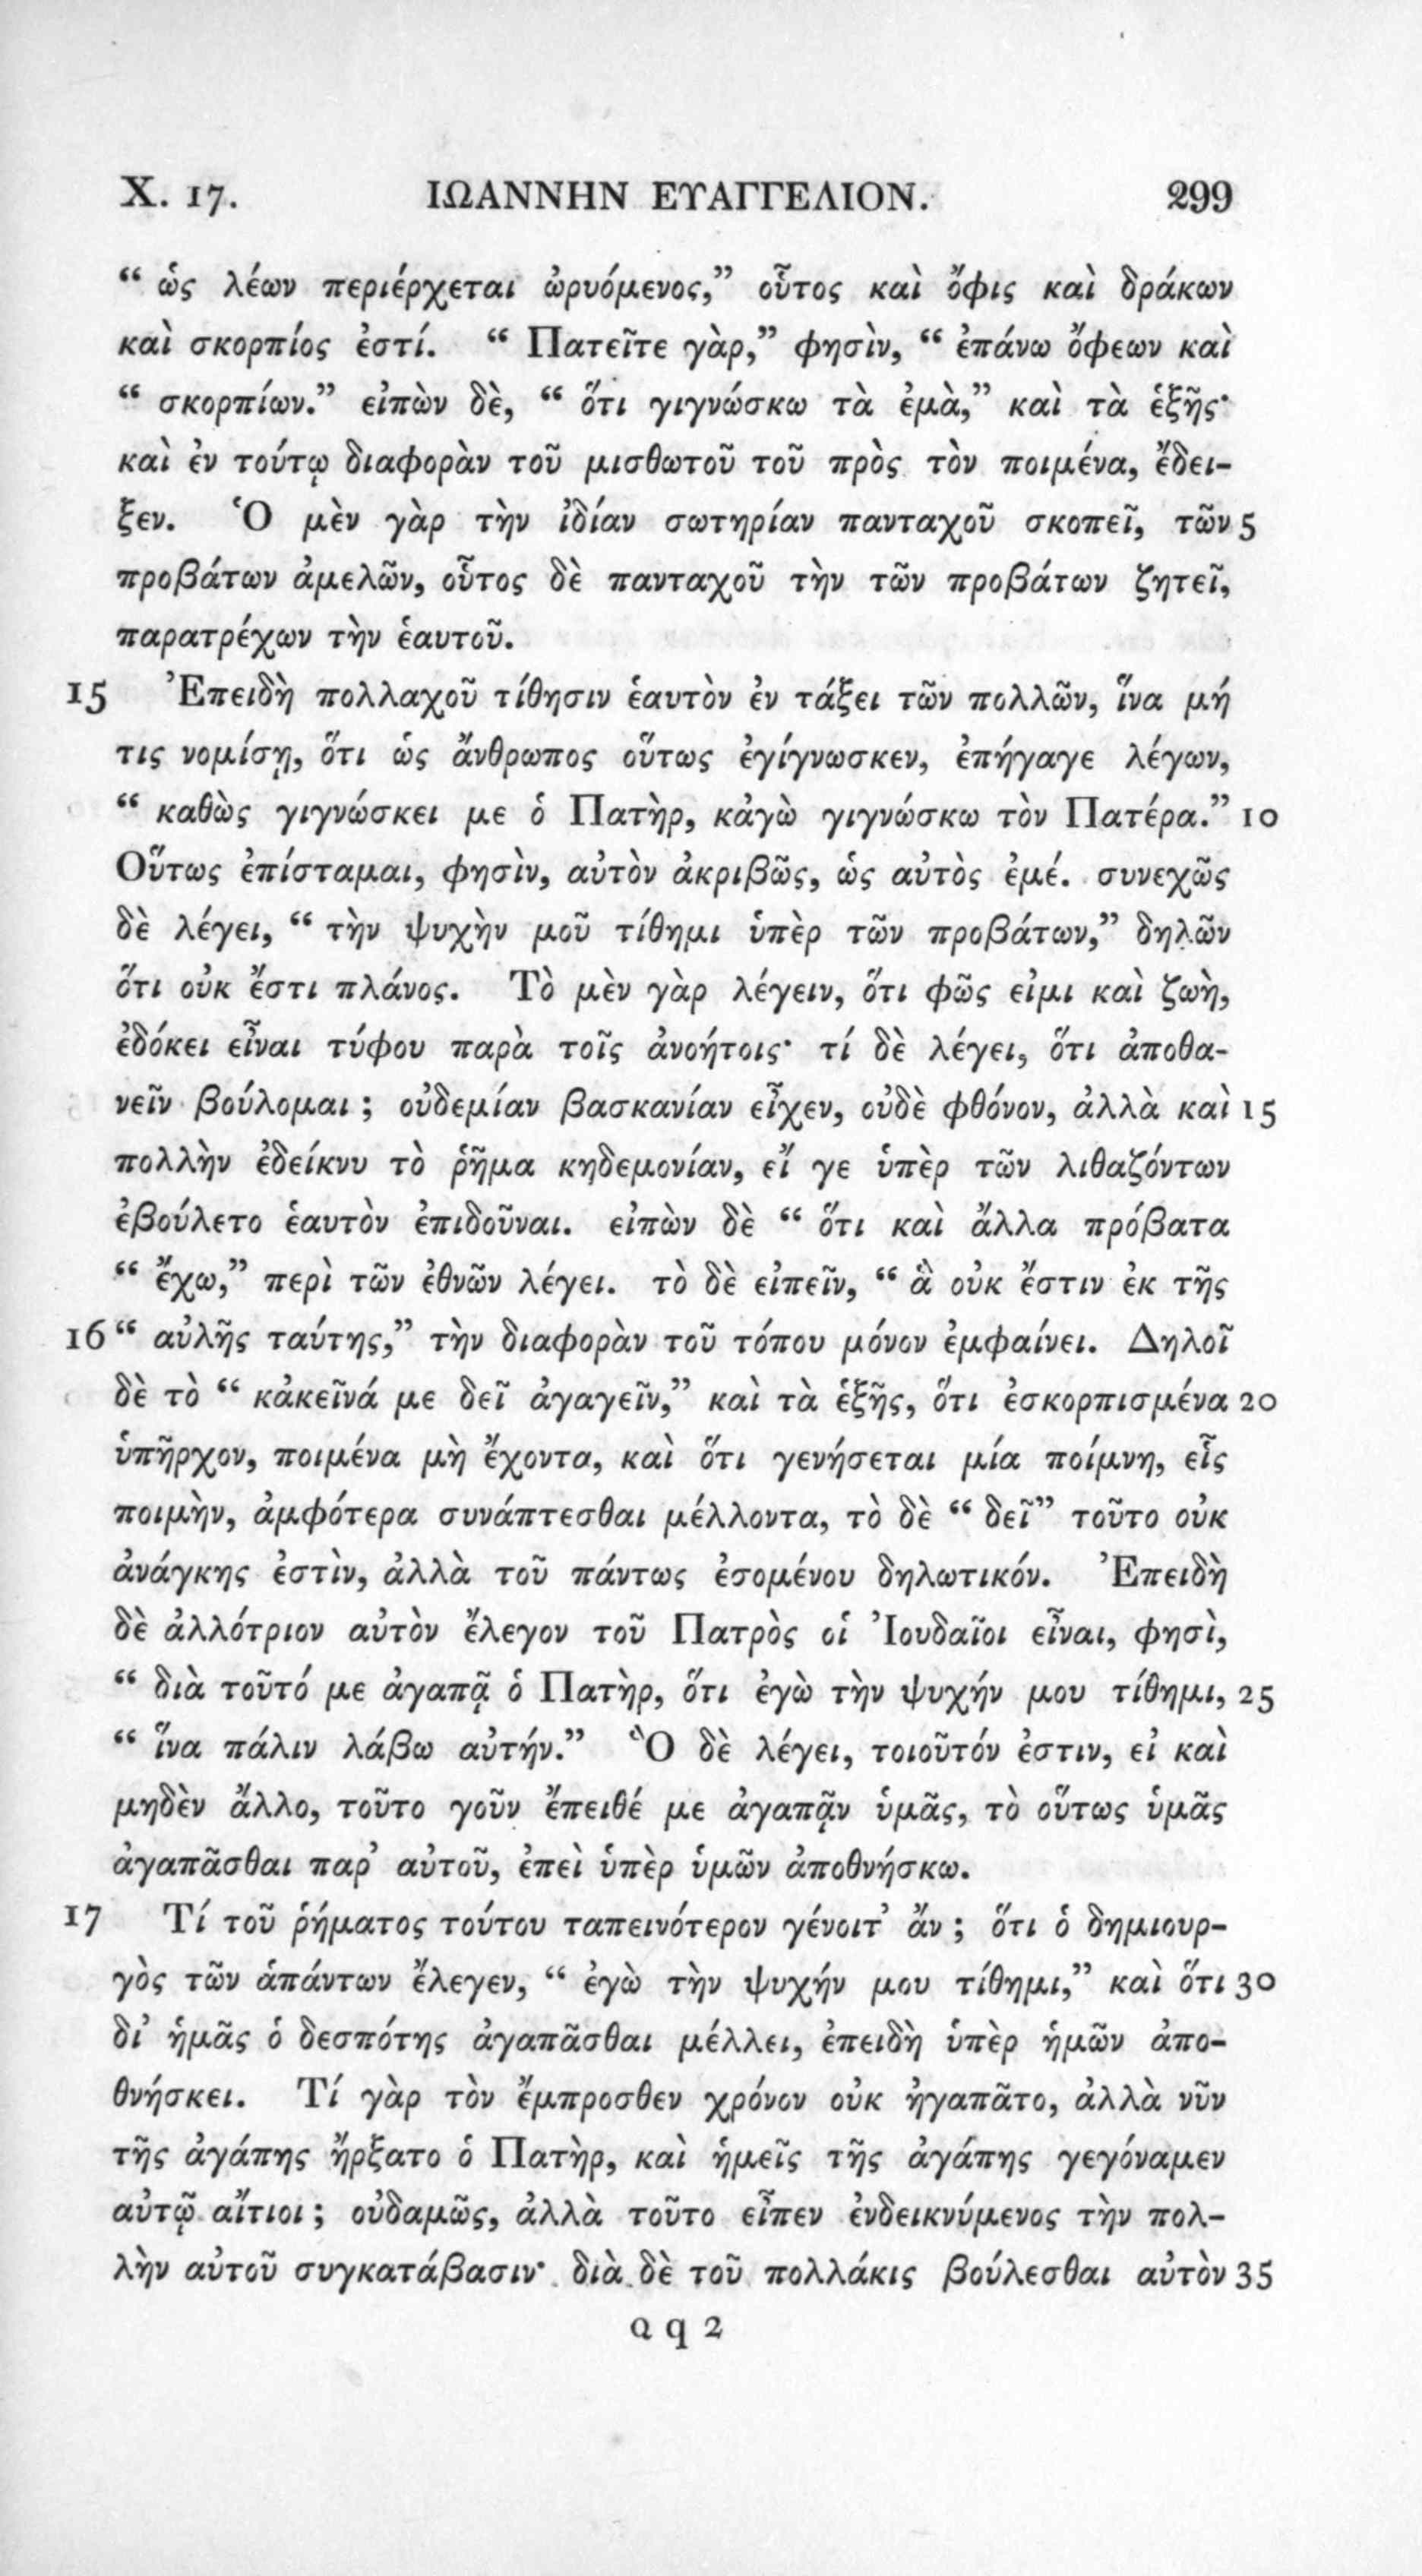 X. 17. ΙΩΑΝΝΗΝ ΕΥΑΓΓΕΛΙΟΝ. 299
“ ὡς λέων περιέρχεται ὠρυόμενος,” οὗτος καὶ ὄφις καὶ δράκων
καὶ σκορπίος ἐστί. “ Πατεῖτε γὰρ,” φησὶν, “ ἐπάνω ὄφεων καὶ
“ σκορπίων.” εἰπὼν δὲ, “ ὅτι γιγνώσκω τὰ ἐμὰ,” καὶ τὰ ἑξῆς·
καὶ ἐν τούτῳ διαφορὰν τοῦ μισθωτοῦ τοῦ πρὸς τὸν ποιμένα, ἔδει-
ξεν. Ὁ μὲν γὰρ τὴν ἰδίαν σωτηρίαν πανταχοῦ σκοπεῖ, τῶν 5
προβάτων ἀμελῶν, οὗτος δὲ πανταχοῦ τὴν τῶν προβάτων ζητεῖ,
παρατρέχων τὴν ἑαυτοῦ.
15 Ἐπειδὴ πολλαχοῦ τίθησιν ἑαυτὸν ἐν τάξει τῶν πολλῶν, ἵνα μή
τις νομίσῃ, ὅτι ὡς ἄνθρωπος οὕτως ἐγίγνωσκεν, ἐπήγαγε λέγων,
“ καθὼς γιγνώσκει με ὁ Πατὴρ, κἀγὼ γιγνώσκω τὸν Πατέρα.” 10
Οὕτως ἐπίσταμαι, φησὶν, αὐτὸν ἀκριβῶς, ὡς αὐτὸς ἐμέ. συνεχῶς
δὲ λέγει, “ τὴν ψυχὴν μοῦ τίθημι ὑπὲρ τῶν προβάτων,” δηλῶν
ὅτι οὐκ ἔστι πλάνος. Τὸ μὲν γὰρ λέγειν, ὅτι φῶς εἰμι καὶ ζωὴ,
ἐδόκει εἶναι τύφου παρὰ τοῖς ἀνοήτοις· τί δὲ λέγει, ὅτι ἀποθα-
νεῖν βούλομαι ; οὐδεμίαν βασκανίαν εἶχεν, οὐδὲ φθόνον, ἀλλὰ καὶ 15
πολλὴν ἐδείκνυ τὸ ῥῆμα κηδεμονίαν, εἴ γε ὑπὲρ τῶν λιθαζόντων
ἐβούλετο ἑαυτὸν ἐπιδοῦναι. εἰπὼν δὲ “ ὅτι καὶ ἄλλα πρόβατα
“ ἔχω,” περὶ τῶν ἐθνῶν λέγει. τὸ δὲ εἰπεῖν, “ ἃ οὐκ ἔστιν ἐκ τῆς
16 “ αὐλῆς ταύτης,” τὴν διαφορὰν τοῦ τόπου μόνον ἐμφαίνει. Δηλοῖ
δὲ τὸ “ κἀκεῖνά με δεῖ ἀγαγεῖν,” καὶ τὰ ἑξῆς, ὅτι ἐσκορπισμένα 20
ὑπῆρχον, ποιμένα μὴ ἔχοντα, καὶ ὅτι γενήσεται μία ποίμνη, εἷς
ποιμὴν, ἀμφότερα συνάπτεσθαι μέλλοντα, τὸ δὲ “ δεῖ” τοῦτο οὐκ
ἀνάγκης ἐστὶν, ἀλλὰ τοῦ πάντως ἐσομένου δηλωτικόν. Ἐπειδὴ
δὲ ἀλλότριον αὐτὸν ἔλεγον τοῦ Πατρὸς οἱ Ἰουδαῖοι εἶναι, φησὶ,
“ διὰ τοῦτό με ἀγαπᾷ ὁ Πατὴρ, ὅτι ἐγὼ τὴν ψυχήν μου τίθημι, 25
“ ἵνα πάλιν λάβω αὐτήν.” Ὃ δὲ λέγει, τοιοῦτόν ἐστιν, εἰ καὶ
μηδὲν ἄλλο, τοῦτο γοῦν ἔπειθέ με ἀγαπᾷν ὑμᾶς, τὸ οὕτως ὑμᾶς
ἀγαπᾶσθαι παρ’ αὐτοῦ, ἐπεὶ ὑπὲρ ὑμῶν ἀποθνήσκω.
17 Τί τοῦ ῥήματος τούτου ταπεινότερον γένοιτ’ ἄν ; ὅτι ὁ δημιουρ-
γὸς τῶν ἁπάντων ἔλεγεν, “ ἐγὼ τὴν ψυχήν μου τίθημι,” καὶ ὅτι 30
δι’ ἡμᾶς ὁ δεσπότης ἀγαπᾶσθαι μέλλει, ἐπειδὴ ὑπὲρ ἡμῶν ἀπο-
θνήσκει. Τί γὰρ τὸν ἔμπροσθεν χρόνον οὐκ ἠγαπᾶτο, ἀλλὰ νῦν
τῆς ἀγάπης ἤρξατο ὁ Πατὴρ, καὶ ἡμεῖς τῆς ἀγάπης γεγόναμεν
αὐτῷ αἴτιοι ; οὐδαμῶς, ἀλλὰ τοῦτο εἶπεν ἐνδεικνύμενος τὴν πολ-
λὴν αὐτοῦ συγκατάβασιν· διὰ δὲ τοῦ πολλάκις βούλεσθαι αὐτὸν 35
Q q 2